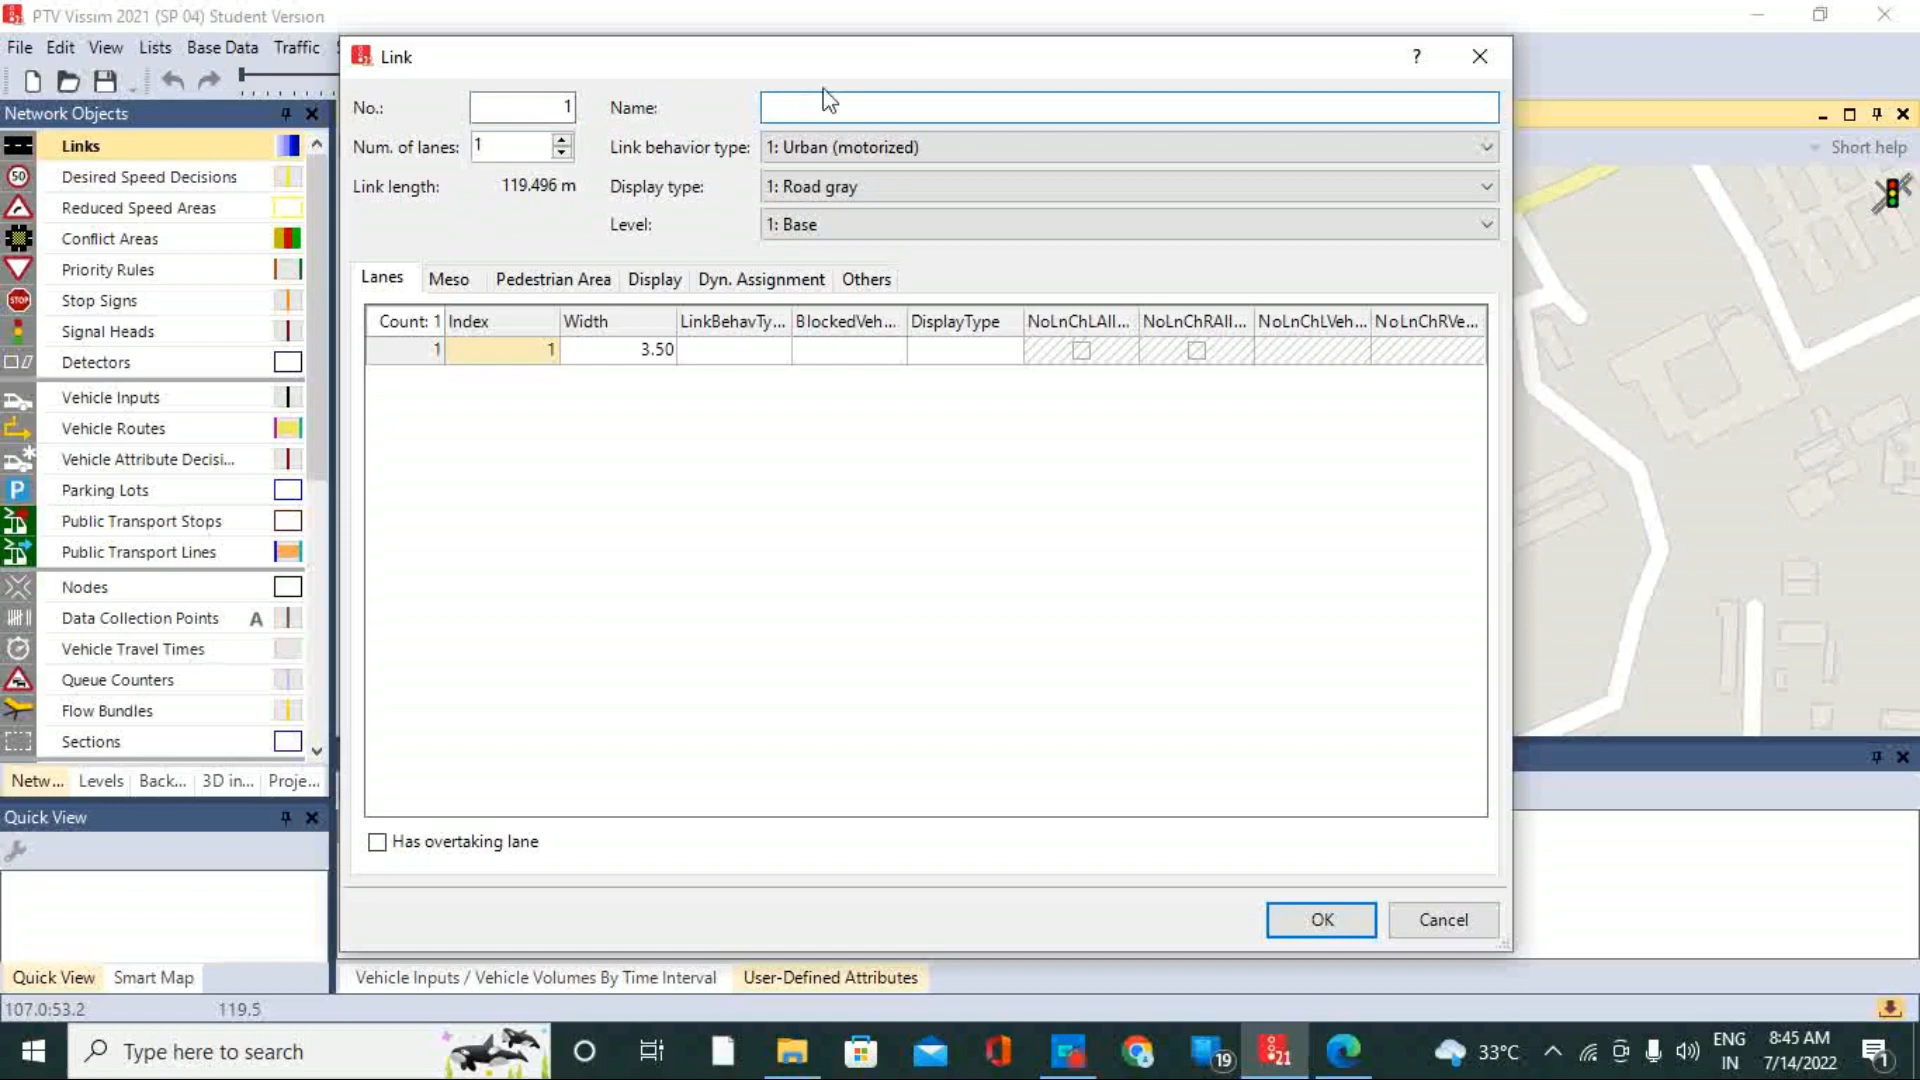 PTV Vissim 2021 (SP 04) Student Version
File Edit View Lists Base Data Traffic
Link
?
Network Objects
No.: 1 Name:
Num. of lanes: 1 Link behavior type: 1: Urban (motorized)
Link length: 119.496 m Display type: 1: Road gray
Level: 1: Base
Short help
Lanes Meso Pedestrian Area Display Dyn. Assignment Others
Count: 1 Index Width LinkBehavTy... BlockedVeh... DisplayType NoLnChLAll... NoLnChRAll... NoLnChLVeh... NoLnChRVe...
1 1 3.50
Has overtaking lane
OK Cancel
Links
50 Desired Speed Decisions
Reduced Speed Areas
Conflict Areas
Priority Rules
STOP Stop Signs
Signal Heads
Detectors
Vehicle Inputs
Vehicle Routes
Vehicle Attribute Decisi...
P Parking Lots
Public Transport Stops
Public Transport Lines
Nodes
Data Collection Points A
Vehicle Travel Times
Queue Counters
Flow Bundles
Sections
Netw... Levels Back... 3D in... Proje...
Quick View
Quick View Smart Map
Vehicle Inputs / Vehicle Volumes By Time Interval User-Defined Attributes
107.0:53.2 119.5
Type here to search
19
21
33°C
ENG
IN
8:45 AM
7/14/2022
1